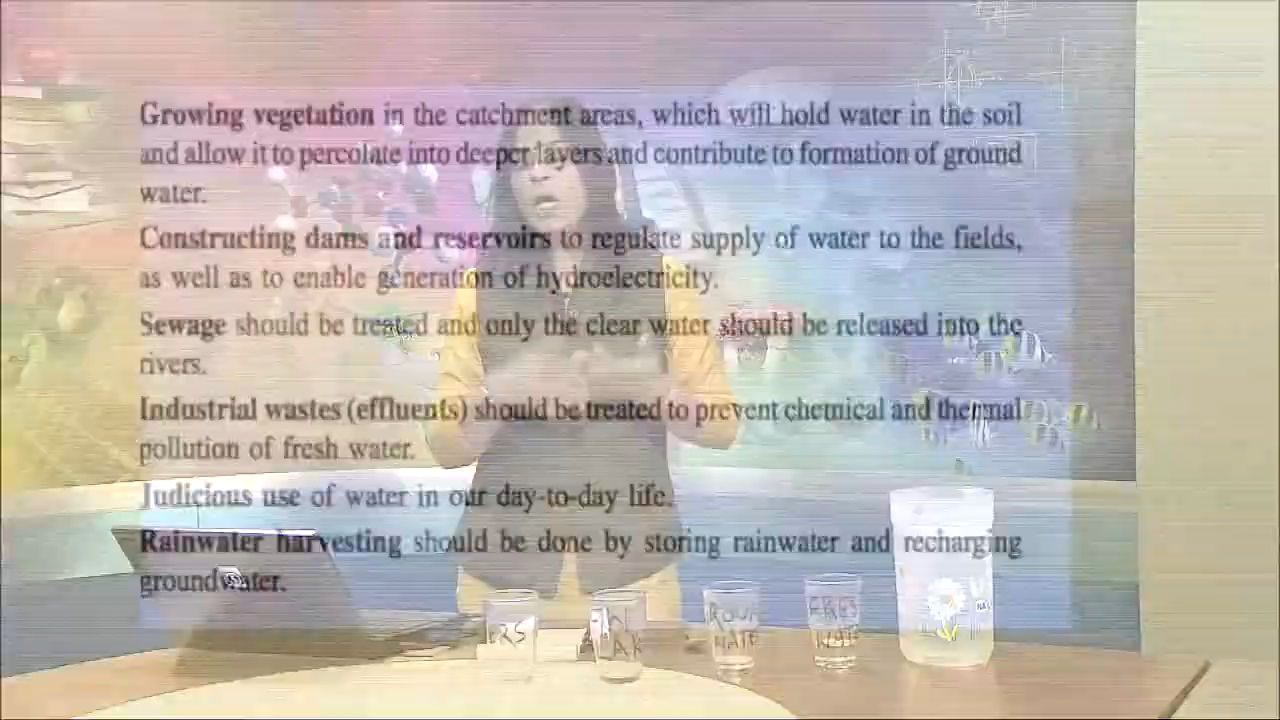 Growing vegetation in the catchment areas, which will hold water in the soil
and allow it to percolate into deeper layers and contribute to formation of ground
water.
Constructing dams and reservoirs to regulate supply of water to the fields,
as well as to enable generation of hydroelectricity.
Sewage should be treated and only the clear water should be released into the
rivers.
Industrial wastes (effluents) should be treated to prevent chemical and thermal
pollution of fresh water.
Judicious use of water in our day-to-day life.
Rainwater harvesting should be done by storing rainwater and recharging
groundwater.